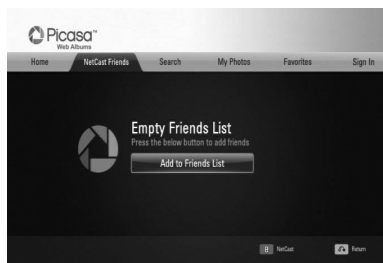 Picasa™
Web Albums
Home NetCast Friends Search My Photos Favorites Sign In
Empty Friends List
Press the below button to add friends
Add to Friends List
NetCast Return